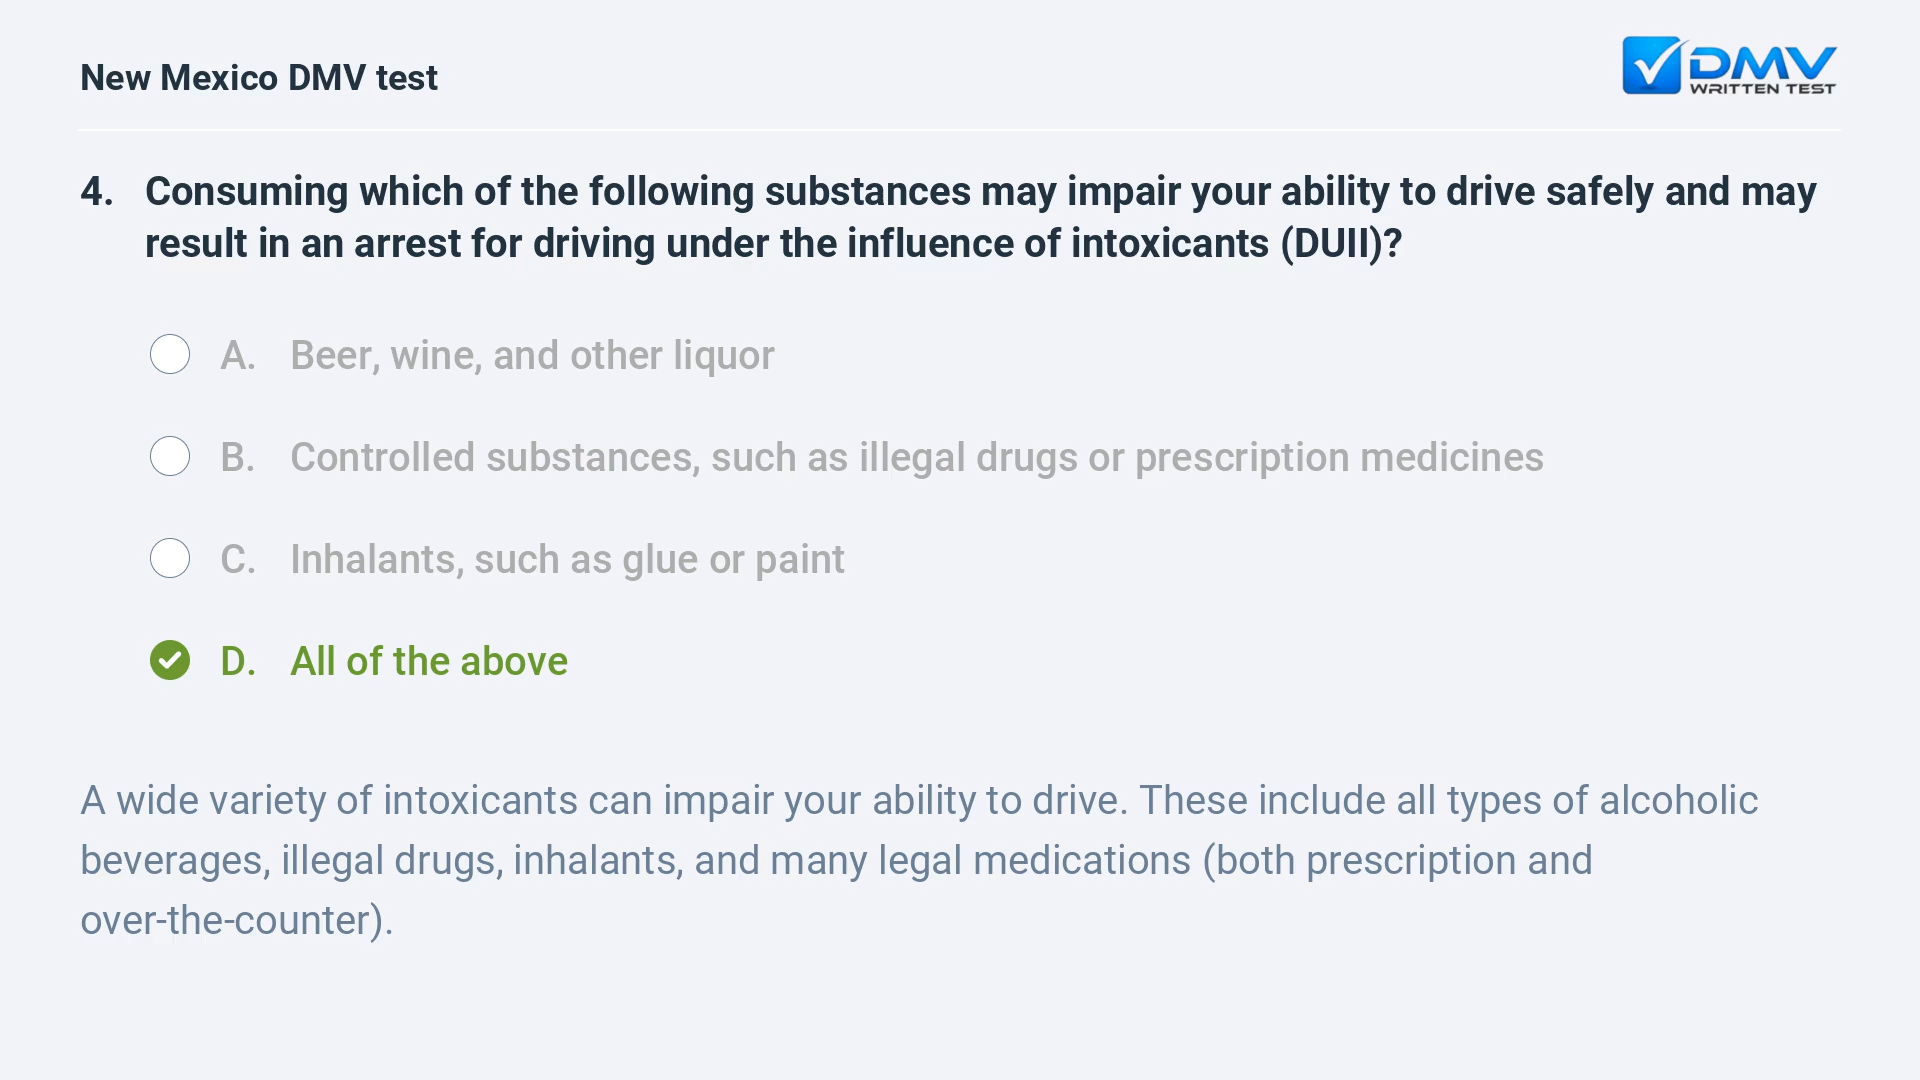 New Mexico DMV test
DMV
WRITTEN TEST
4. Consuming which of the following substances may impair your ability to drive safely and may
result in an arrest for driving under the influence of intoxicants (DUII)?
A. Beer, wine, and other liquor
B. Controlled substances, such as illegal drugs or prescription medicines
C. Inhalants, such as glue or paint
D. All of the above
A wide variety of intoxicants can impair your ability to drive. These include all types of alcoholic
beverages, illegal drugs, inhalants, and many legal medications (both prescription and
over-the-counter).